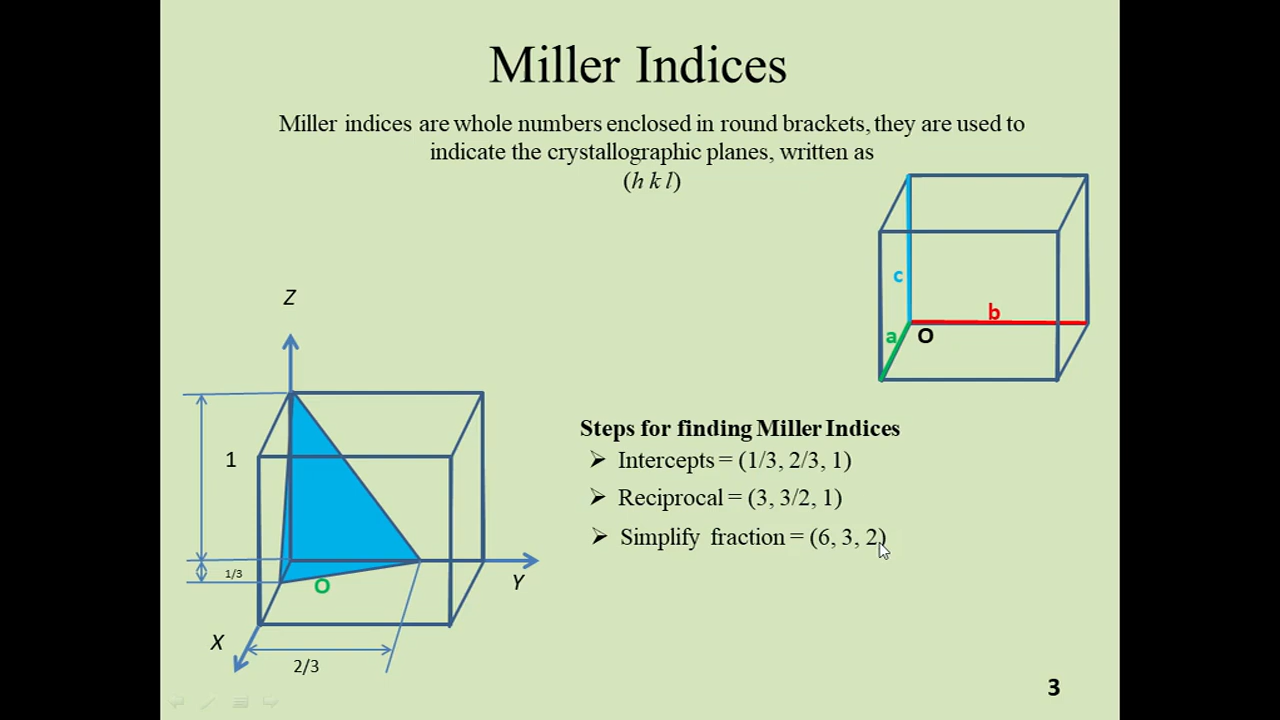 Miller Indices
Miller indices are whole numbers enclosed in round brackets, they are used to
indicate the crystallographic planes, written as
(h k l)
c
b
a
O
Z
1
1/3
O
Y
X
2/3
Steps for finding Miller Indices
➢ Intercepts = (1/3, 2/3, 1)
➢ Reciprocal = (3, 3/2, 1)
➢ Simplify fraction = (6, 3, 2)
3